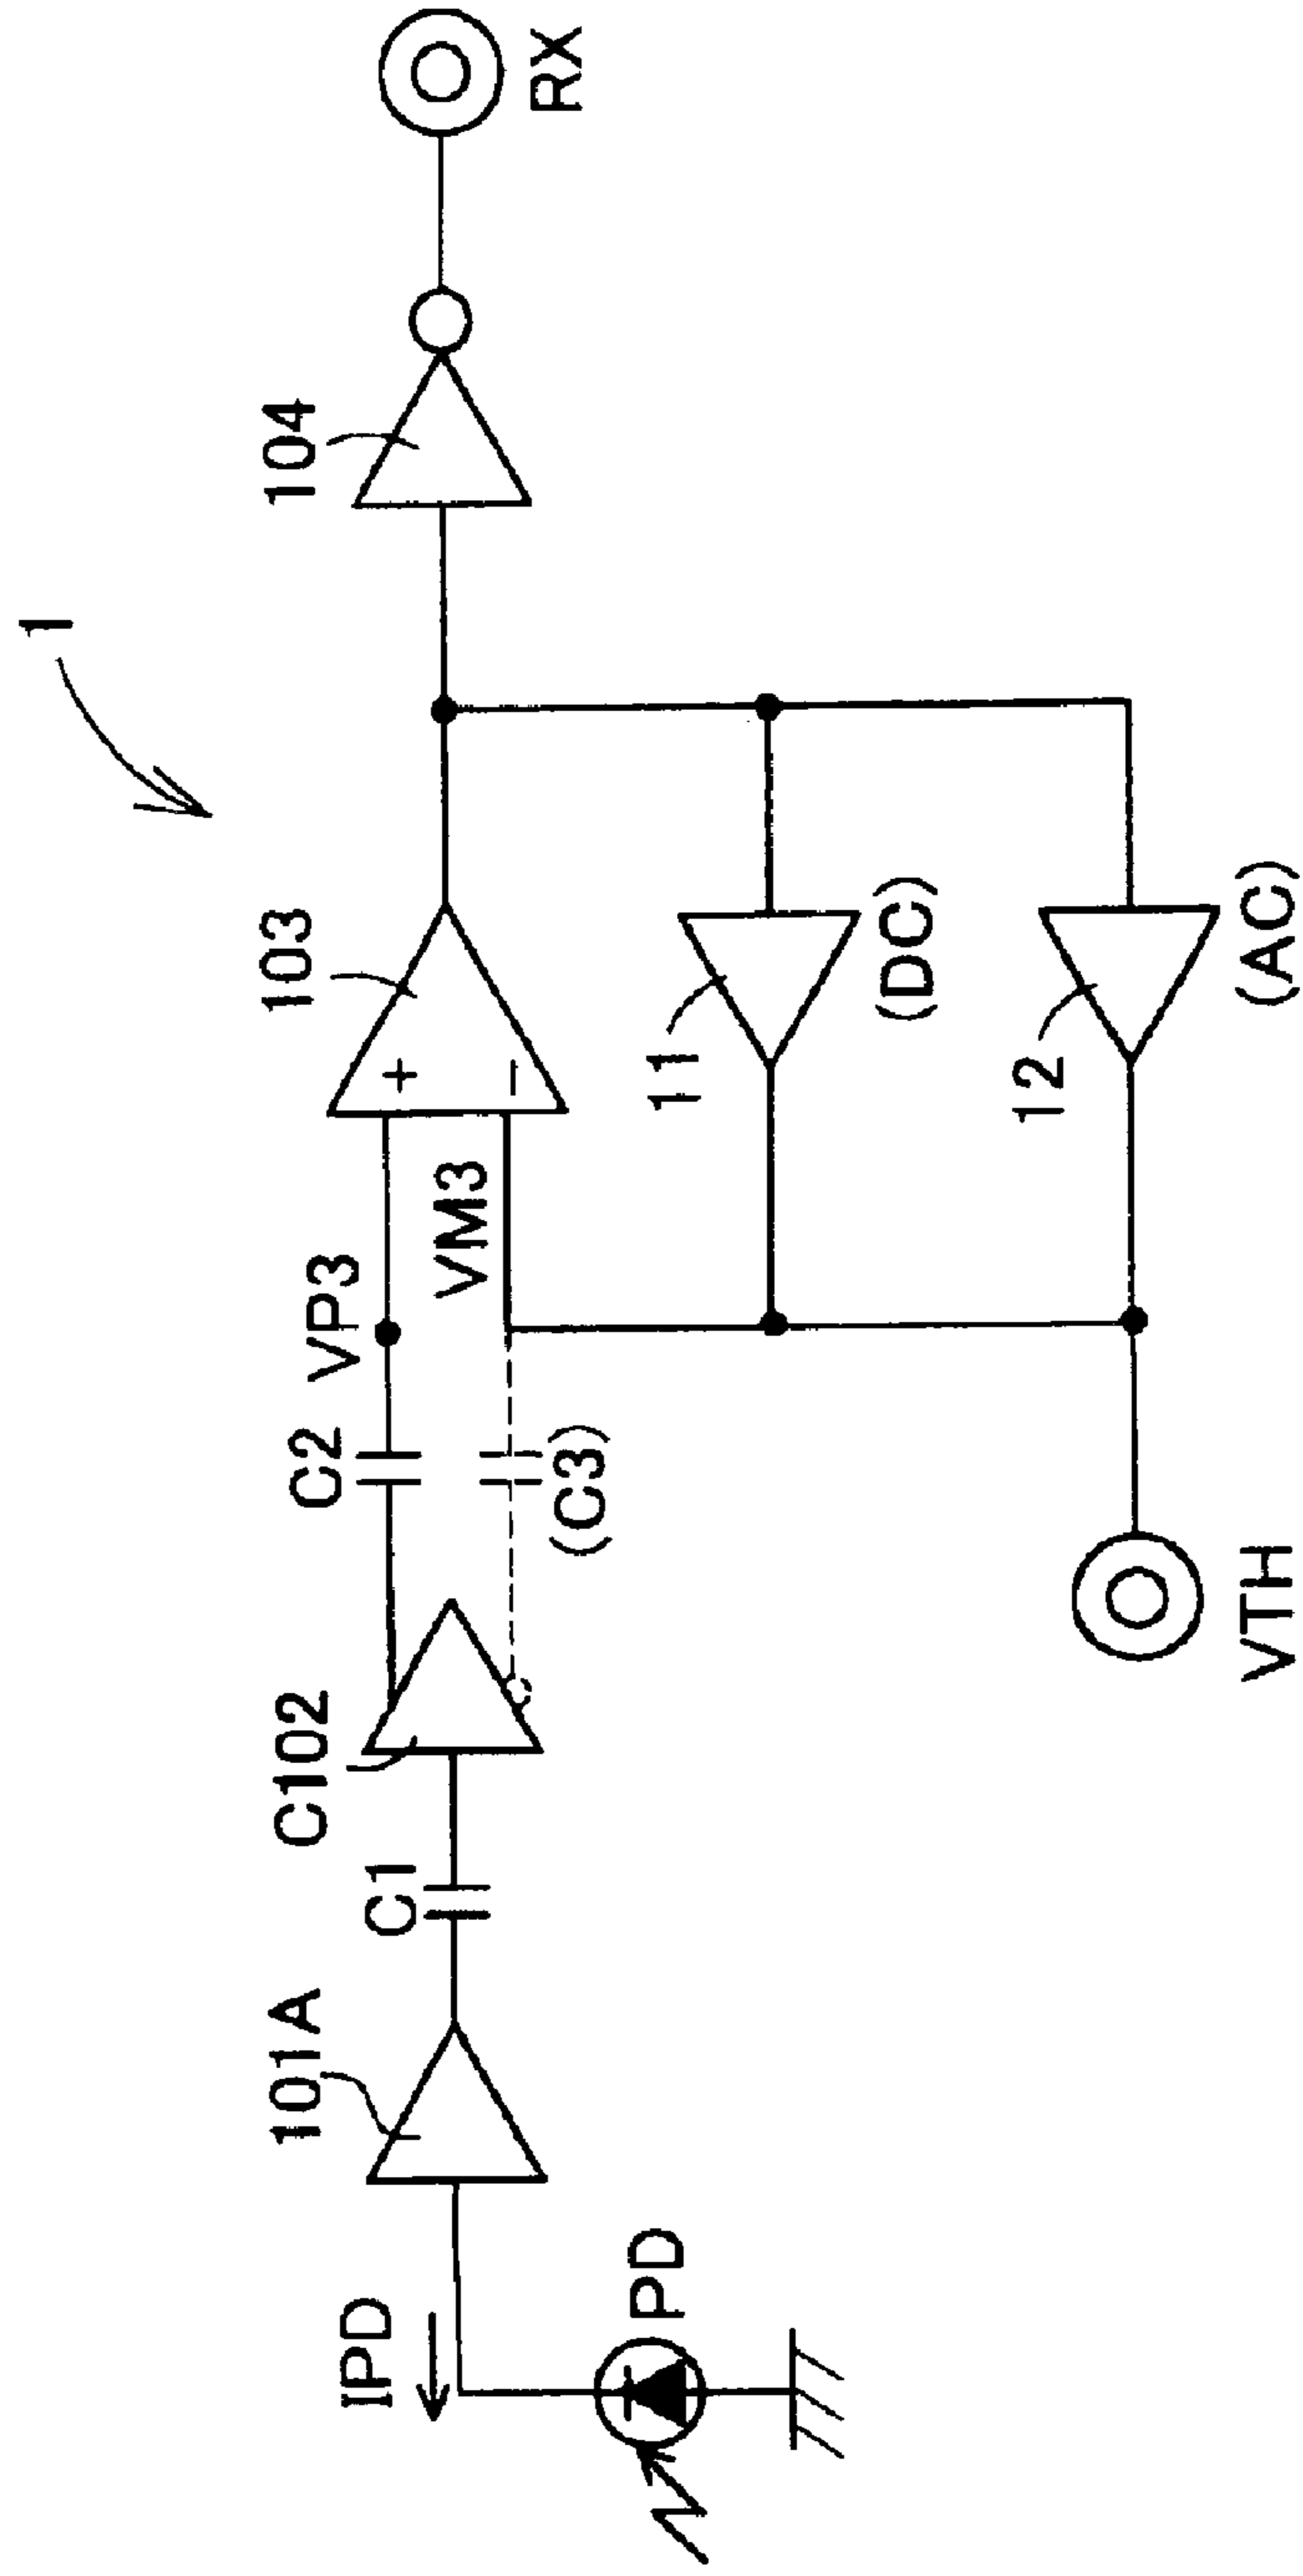 1
IPD
PD
101A
C1
C102
C2
(C3)
VP3
VM3
103
+
−
104
RX
11
(DC)
12
(AC)
VTH